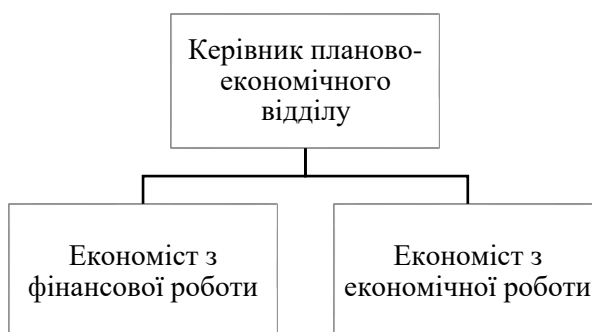 Керівник планово-
економічного
відділу
Економіст з
фінансової роботи
Економіст з
економічної роботи